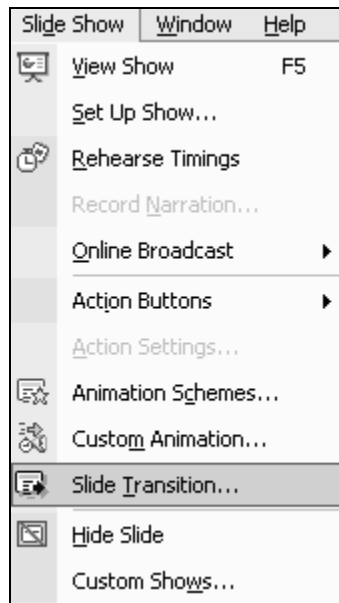 Slide Show Window Help
View Show F5
Set Up Show...
Rehearse Timings
Record Narration...
Online Broadcast
Action Buttons
Action Settings...
Animation Schemes...
Custom Animation...
Slide Transition...
Hide Slide
Custom Shows...